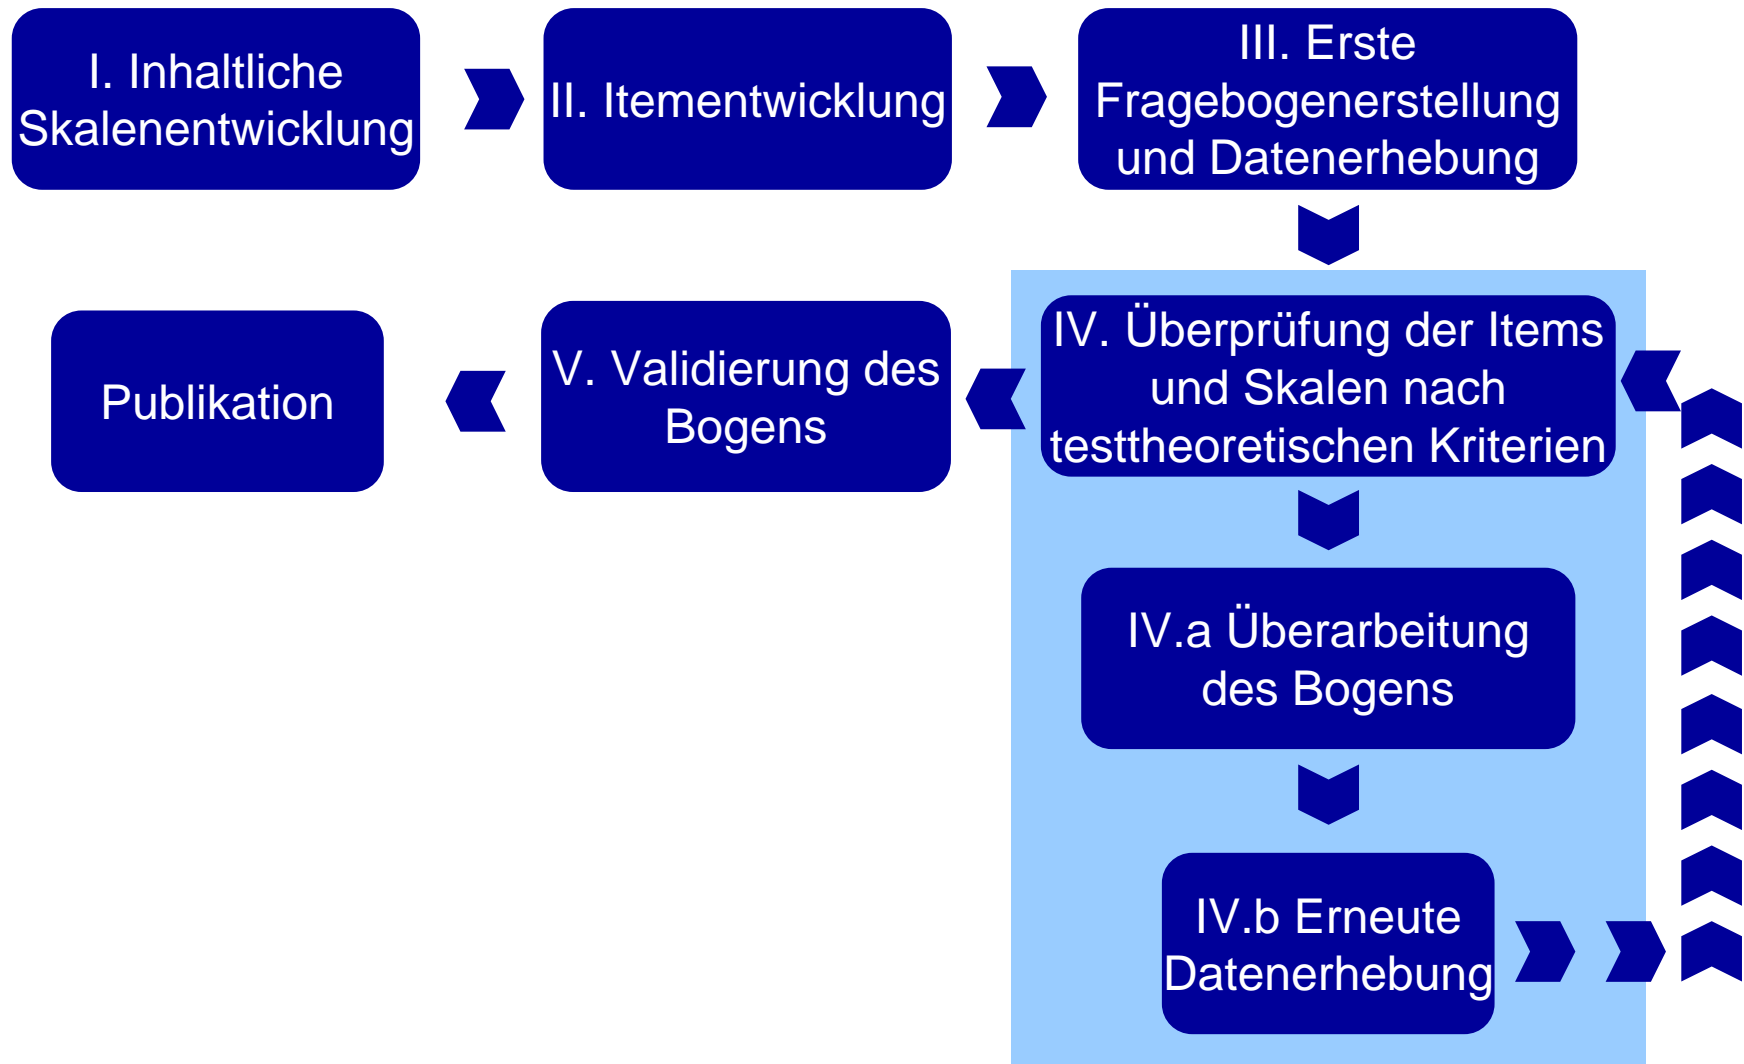 I. Inhaltliche
Skalenentwicklung
II. Itementwicklung
III. Erste
Fragebogenerstellung
und Datenerhebung
IV. Überprüfung der Items
und Skalen nach
testtheoretischen Kriterien
V. Validierung des
Bogens
Publikation
IV.a Überarbeitung
des Bogens
IV.b Erneute
Datenerhebung